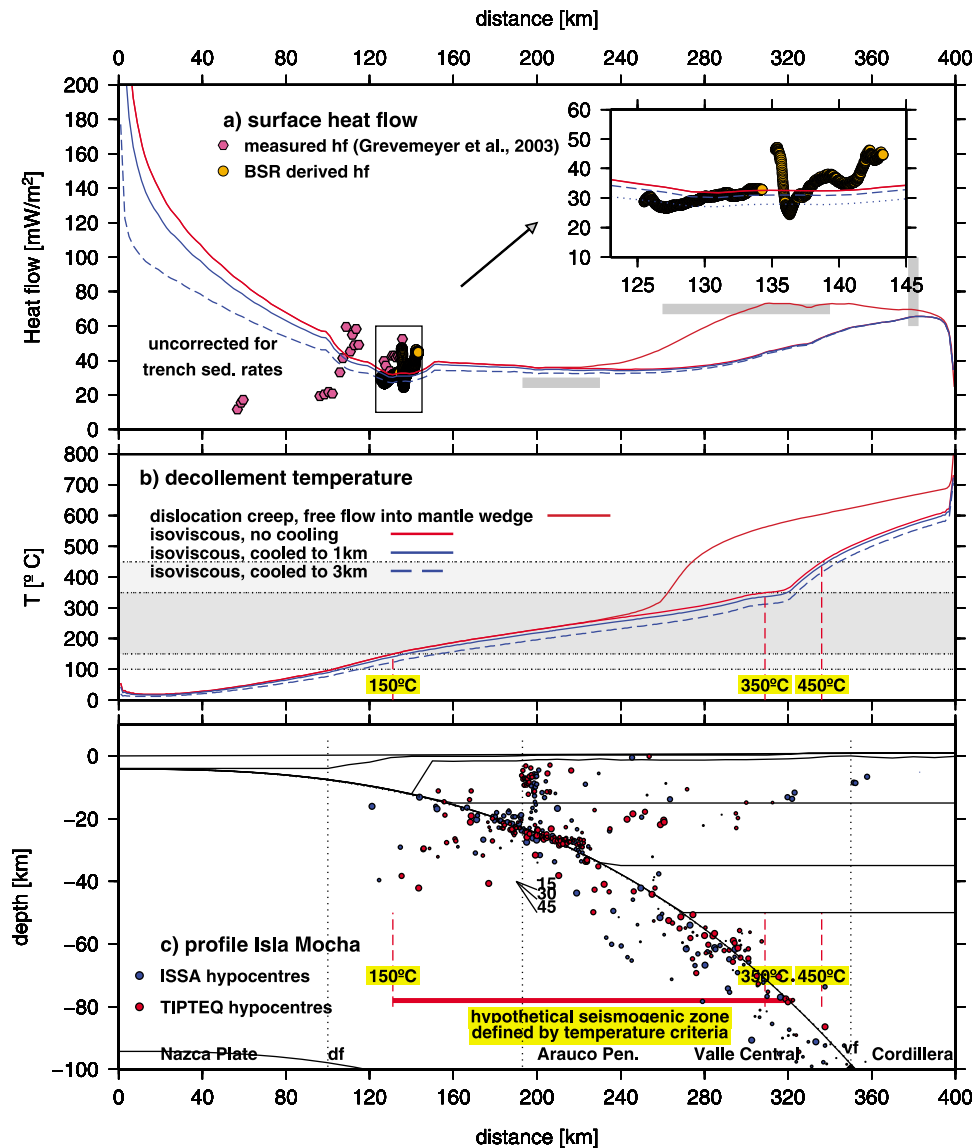 distance [km]
0 40 80 120 160 200 240 280 320 360 400
200
180
160
140
120
100
80
60
40
20
0
Heat flow [mW/m²]
a) surface heat flow
measured hf (Grevemeyer et al., 2003)
BSR derived hf
uncorrected for
trench sed. rates
60
50
40
30
20
10
125 130 135 140 145
800
700
600
500
400
300
200
100
0
T [º C]
b) decollement temperature
dislocation creep, free flow into mantle wedge
isoviscous, no cooling
isoviscous, cooled to 1km
isoviscous, cooled to 3km
150ºC 350ºC 450ºC
0
−20
−40
−60
−80
−100
depth [km]
15
30
45
c) profile Isla Mocha
ISSA hypocentres
TIPTEQ hypocentres
150ºC 350ºC 450ºC
hypothetical seismogenic zone
defined by temperature criteria
Nazca Plate df Arauco Pen. Valle Central vf Cordillera
0 40 80 120 160 200 240 280 320 360 400
distance [km]